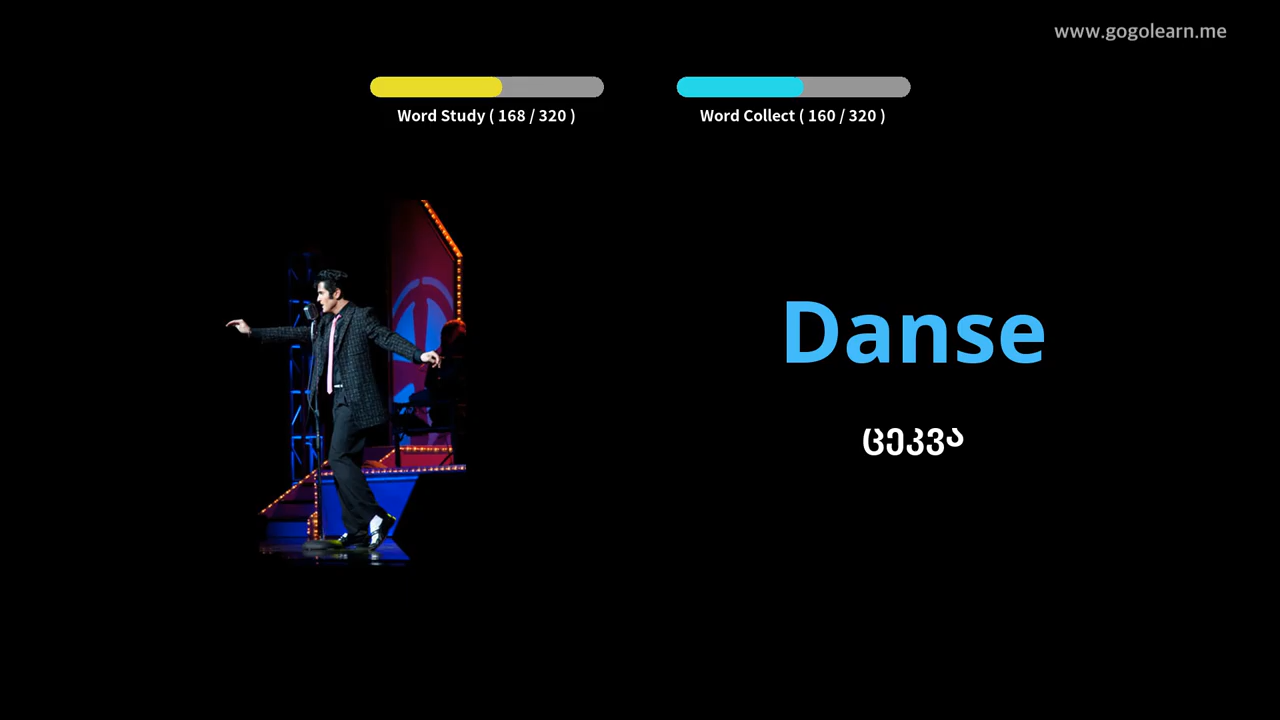 www.gogolearn.me
Word Study ( 168 / 320 )
Word Collect ( 160 / 320 )
Danse
ცეკვა